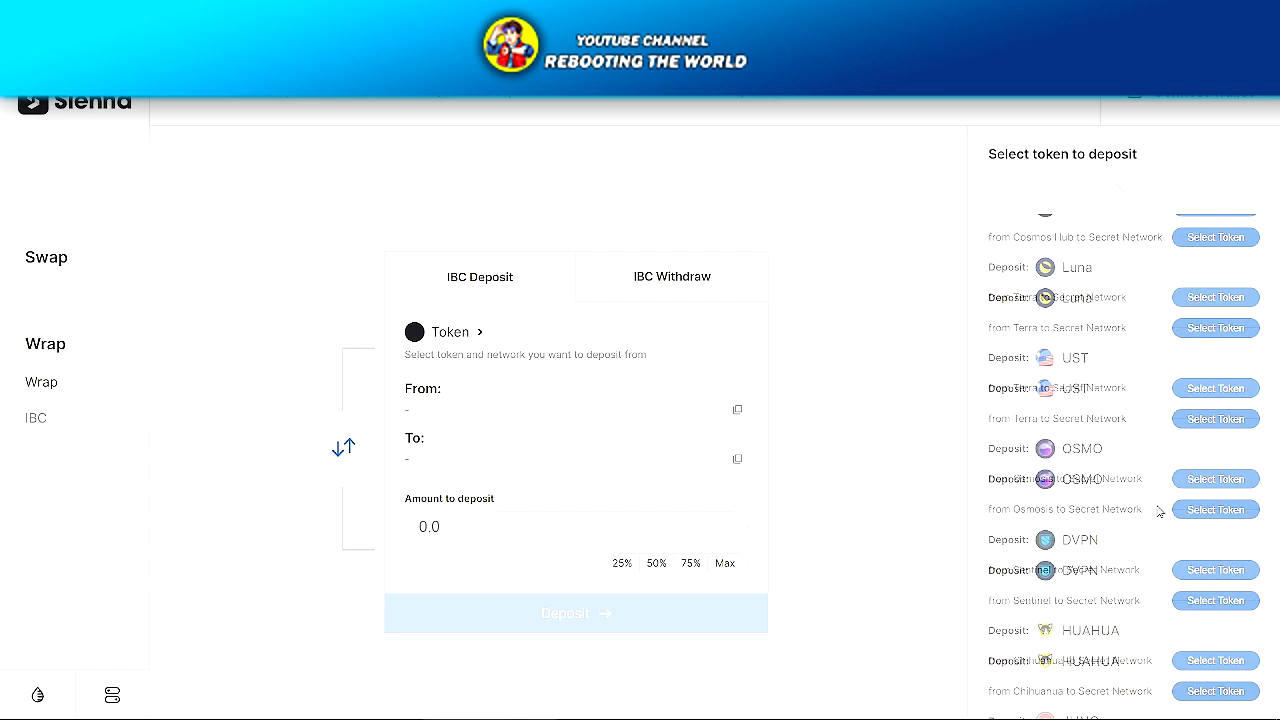 YOUTUBE CHANNEL
REBOOTING THE WORLD
Sienna
Swap
Wrap
Wrap
IBC
IBC Deposit
IBC Withdraw
Token
Select token and network you want to deposit from
From:
-
To:
-
Amount to deposit
0.0
25% 50% 75% Max
Deposit
Select token to deposit
from Cosmos Hub to Secret Network Select Token
Deposit: Luna
Select Token
from Terra to Secret Network Select Token
Deposit: UST
Select Token
from Terra to Secret Network Select Token
Deposit: OSMO
Select Token
from Osmosis to Secret Network Select Token
Deposit: DVPN
Select Token
from Sentinel to Secret Network Select Token
Deposit: HUAHUA
Select Token
from Chihuahua to Secret Network Select Token